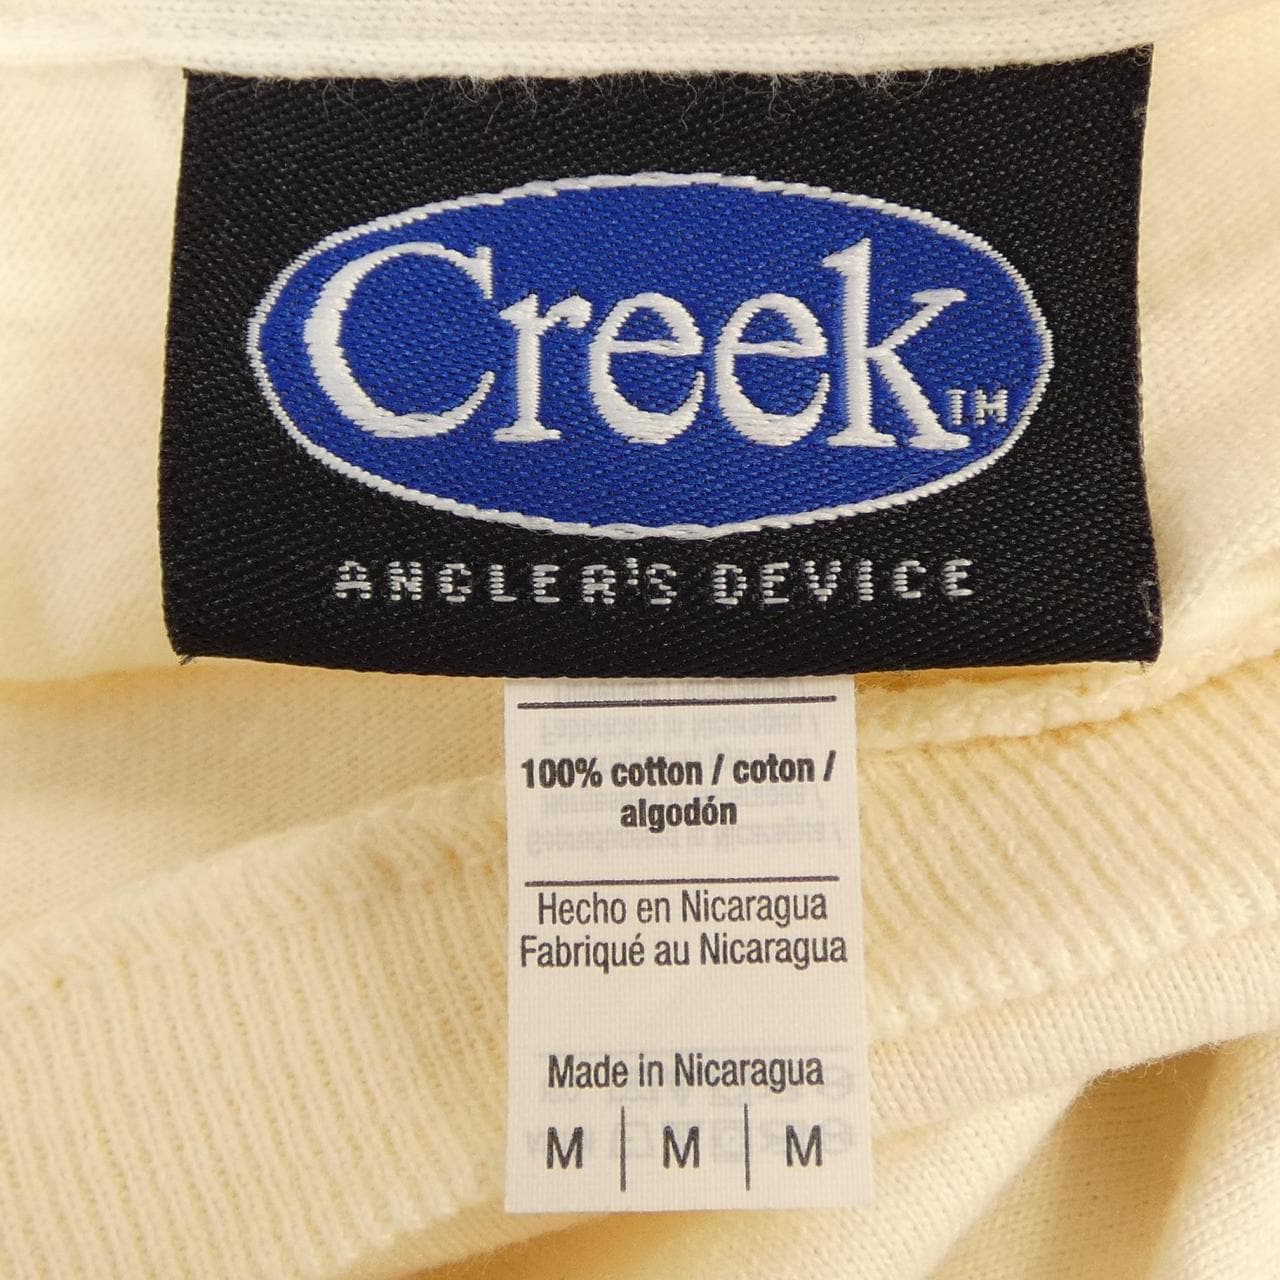 Creek TM
ANGLER'S DEVICE
100% cotton / coton /
algodón
Hecho en Nicaragua
Fabriqué au Nicaragua
Made in Nicaragua
M | M | M